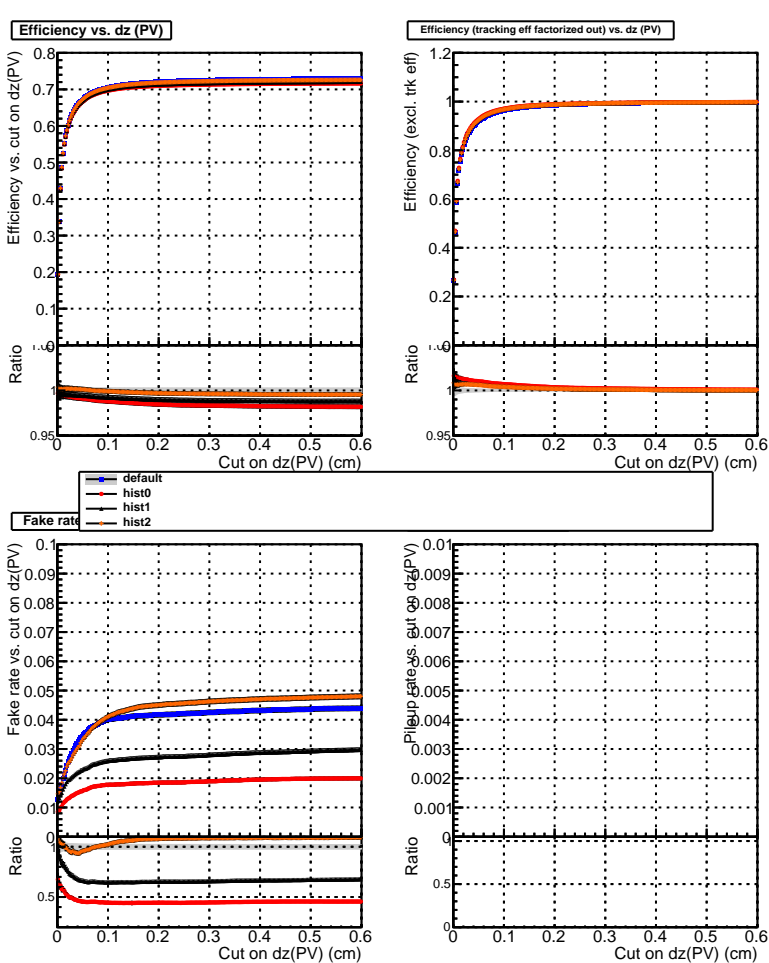 Efficiency vs. dz (PV)
Efficiency vs. cut on dz(PV)
0.8
0.7
0.6
0.5
0.4
0.3
0.2
0.1
0
Ratio
1
0.95
0 0.1 0.2 0.3 0.4 0.5 0.6
Cut on dz(PV) (cm)
Efficiency (tracking eff factorized out) vs. dz (PV)
Efficiency (excl. trk eff)
1.2
1
0.8
0.6
0.4
0.2
0
Ratio
1
0.95
0 0.1 0.2 0.3 0.4 0.5 0.6
Cut on dz(PV) (cm)
default
hist0
hist1
hist2
Fake rate
Fake rate vs. cut on dz(PV)
0.1
0.09
0.08
0.07
0.06
0.05
0.04
0.03
0.02
0.01
0
Ratio
1
0.5
0 0.1 0.2 0.3 0.4 0.5 0.6
Cut on dz(PV) (cm)
Pileup rate vs. cut on dz(PV)
0.01
0.009
0.008
0.007
0.006
0.005
0.004
0.003
0.002
0.001
0
Ratio
1
0.5
0
0 0.1 0.2 0.3 0.4 0.5 0.6
Cut on dz(PV) (cm)